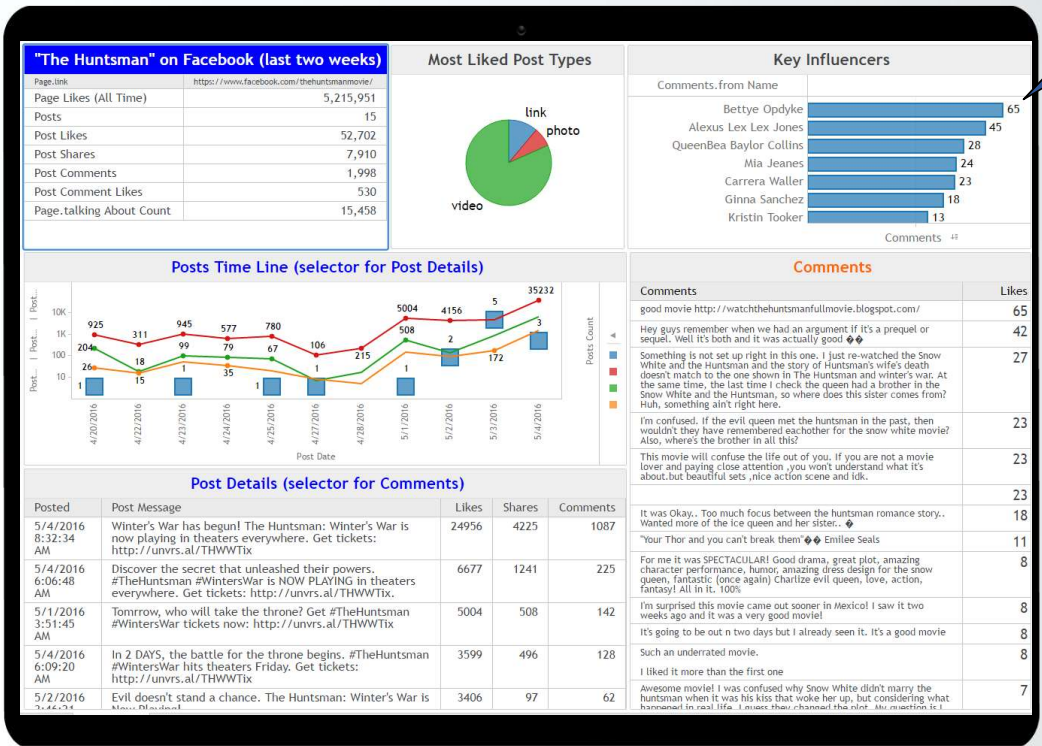 "The Huntsman" on Facebook (last two weeks)
Page.link https://www.facebook.com/thehuntsmanmovie/
Page Likes (All Time) 5,215,951
Posts 15
Post Likes 52,702
Post Shares 7,910
Post Comments 1,998
Post Comment Likes 530
Page.talking About Count 15,458
Most Liked Post Types
link
photo
video
Key Influencers
Comments.from Name
Bettye Opdyke 65
Alexus Lex Lex Jones 45
QueenBea Baylor Collins 28
Mia Jeanes 24
Carrera Waller 23
Ginna Sanchez 18
Kristin Tooker 13
Comments
Posts Time Line (selector for Post Details)
Post... | Post... | Post... | Post...
10K
1K
100
10
925 311 945 577 780 106 215 5004 4156 5 35232
204 18 99 79 67 508 2 3
26 15 1 35 1 172
1 1 1 1
4/20/2016 4/22/2016 4/23/2016 4/24/2016 4/25/2016 4/27/2016 4/28/2016 5/1/2016 5/2/2016 5/3/2016 5/4/2016
Post Date
Posts Count
Post Details (selector for Comments)
Posted Post Message Likes Shares Comments
5/4/2016 Winter's War has begun! The Huntsman: Winter's War is 24956 4225 1087
8:32:34 now playing in theaters everywhere. Get tickets:
AM http://unvrs.al/THWWTix
5/4/2016 Discover the secret that unleashed their powers. 6677 1241 225
6:06:48 #TheHuntsman #WintersWar is NOW PLAYING in theaters
AM everywhere. Get tickets: http://unvrs.al/THWWTix.
5/1/2016 Tomrrow, who will take the throne? Get #TheHuntsman 5004 508 142
3:51:45 #WintersWar tickets now: http://unvrs.al/THWWTix
AM
5/4/2016 In 2 DAYS, the battle for the throne begins. #TheHuntsman 3599 496 128
6:09:20 #WintersWar hits theaters Friday. Get tickets:
AM http://unvrs.al/THWWTix
5/2/2016 Evil doesn't stand a chance. The Huntsman: Winter's War is 3406 97 62
Now Playing!
Comments
Comments Likes
good movie http://watchthehuntsmanfullmovie.blogspot.com/ 65
Hey guys remember when we had an argument if it's a prequel or 42
sequel. Well it's both and it was actually good ��
Something is not set up right in this one. I just re-watched the Snow 27
White and the Huntsman and the story of Huntsman's wife's death
doesn't match to the one shown in The Huntsman and winter's war. At
the same time, the last time I check the queen had a brother in the
Snow White and the Huntsman, so where does this sister comes from?
Huh, something ain't right here.
I'm confused. If the evil queen met the huntsman in the past, then 23
wouldn't they have remembered eachother for the snow white movie?
Also, where's the brother in all this?
This movie will confuse the life out of you. If you are not a movie 23
lover and paying close attention ,you won't understand what it's
about.but beautiful sets ,nice action scene and idk.
23
It was Okay.. Too much focus between the huntsman romance story.. 18
Wanted more of the ice queen and her sister.. �
"Your Thor and you can't break them"�� Emilee Seals 11
For me it was SPECTACULAR! Good drama, great plot, amazing 8
character performance, humor, amazing dress design for the snow
queen, fantastic (once again) Charlize evil queen, love, action,
fantasy! All in it. 100%
I'm surprised this movie came out sooner in Mexico! I saw it two 8
weeks ago and it was a very good movie!
It's going to be out n two days but I already seen it. It's a good movie 8
Such an underrated movie. 8
I liked it more than the first one
Awesome movie! I was confused why Snow White didn't marry the 7
huntsman when it was his kiss that woke her up, but considering what
happened in real life, I guess they changed the plot. My question is I